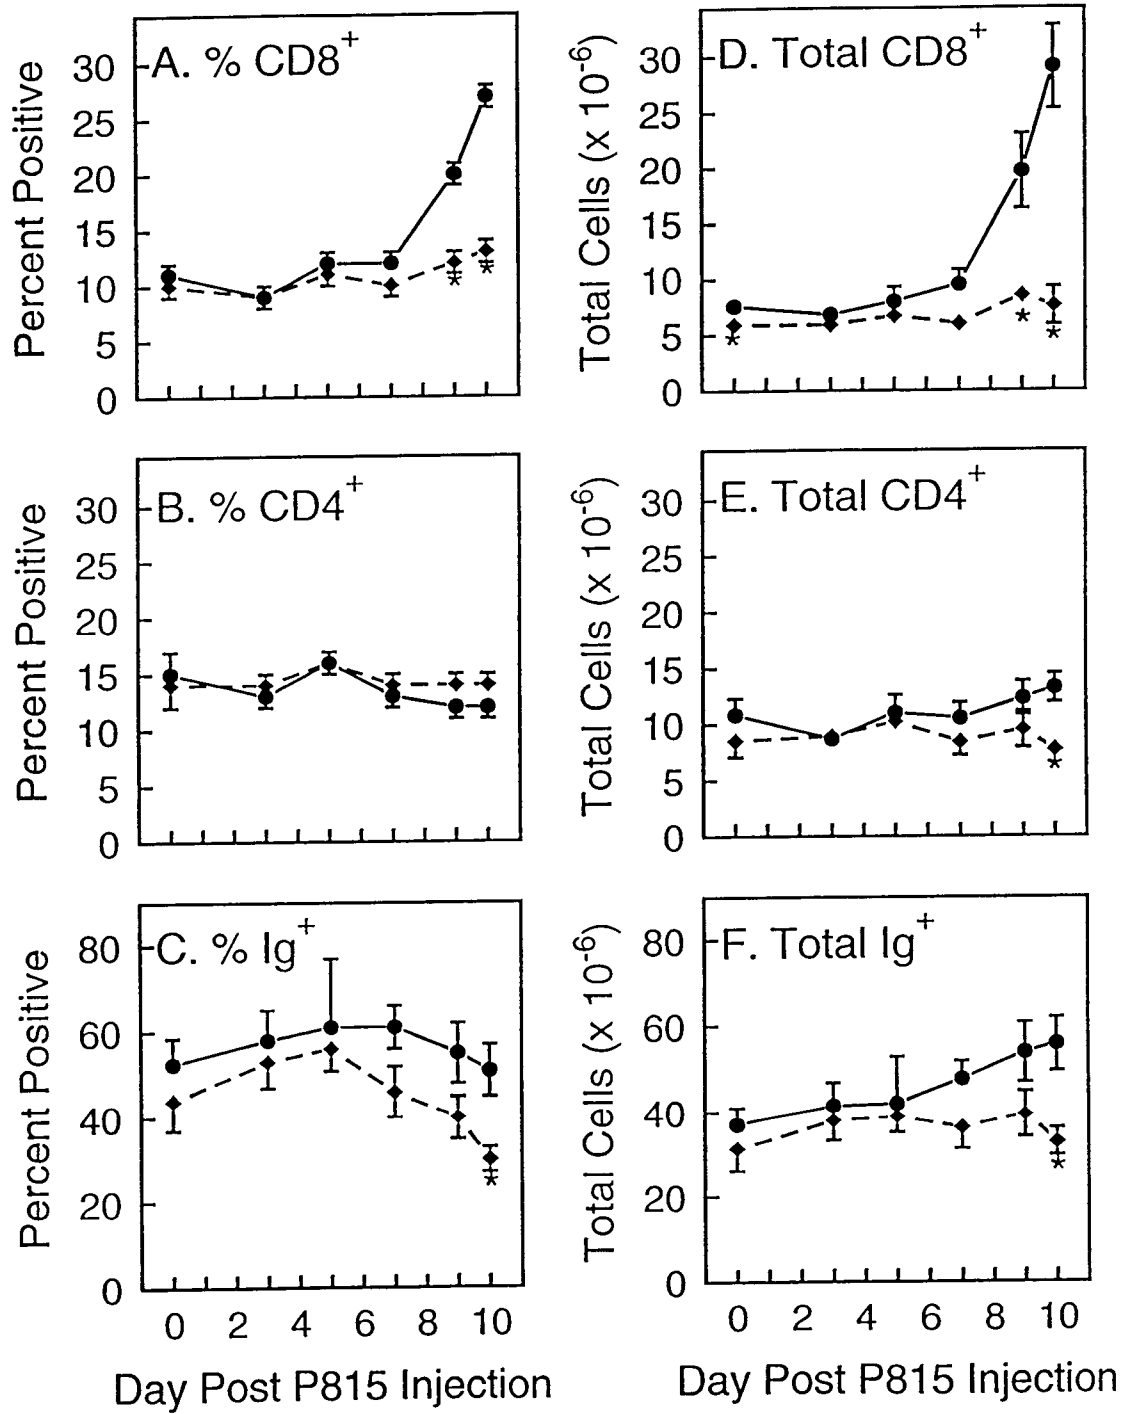 A. % CD8+
Percent Positive
30
25
20
15
10
5
0
* *
D. Total CD8+
Total Cells (x 10-6)
30
25
20
15
10
5
0
* * *
B. % CD4+
Percent Positive
30
25
20
15
10
5
0
E. Total CD4+
Total Cells (x 10-6)
30
25
20
15
10
5
0
*
C. % Ig+
Percent Positive
80
60
40
20
0
*
0 2 4 6 8 10
Day Post P815 Injection
F. Total Ig+
Total Cells (x 10-6)
80
60
40
20
0
*
0 2 4 6 8 10
Day Post P815 Injection